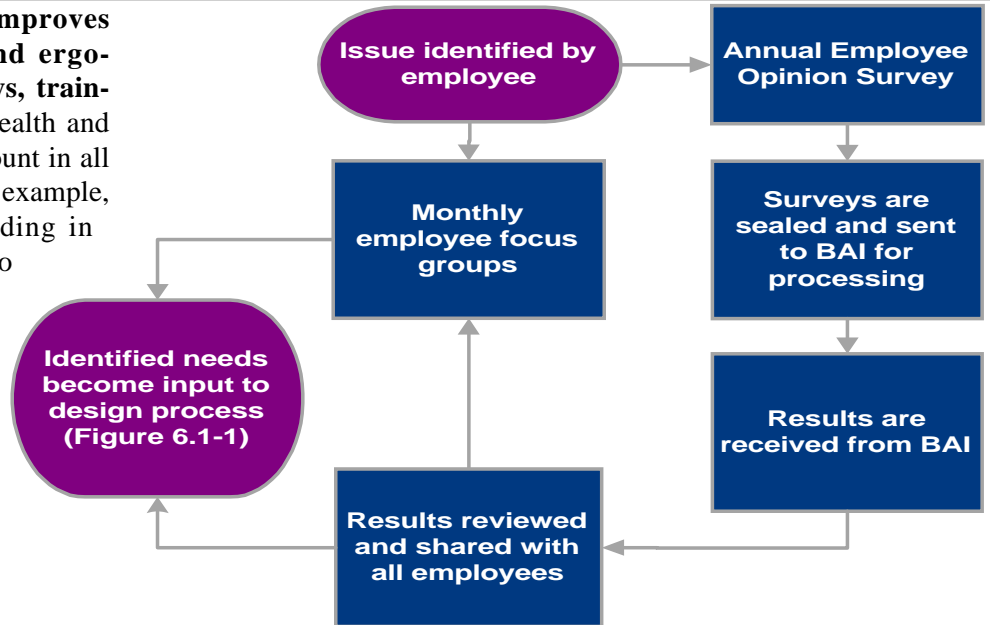 mproves
nd ergo-
ys, train-
ealth and
ount in all
example,
ding in
o
Issue identified by
employee
Annual Employee
Opinion Survey
Monthly
employee focus
groups
Surveys are
sealed and sent
to BAI for
processing
Identified needs
become input to
design process
(Figure 6.1-1)
Results are
received from BAI
Results reviewed
and shared with
all employees